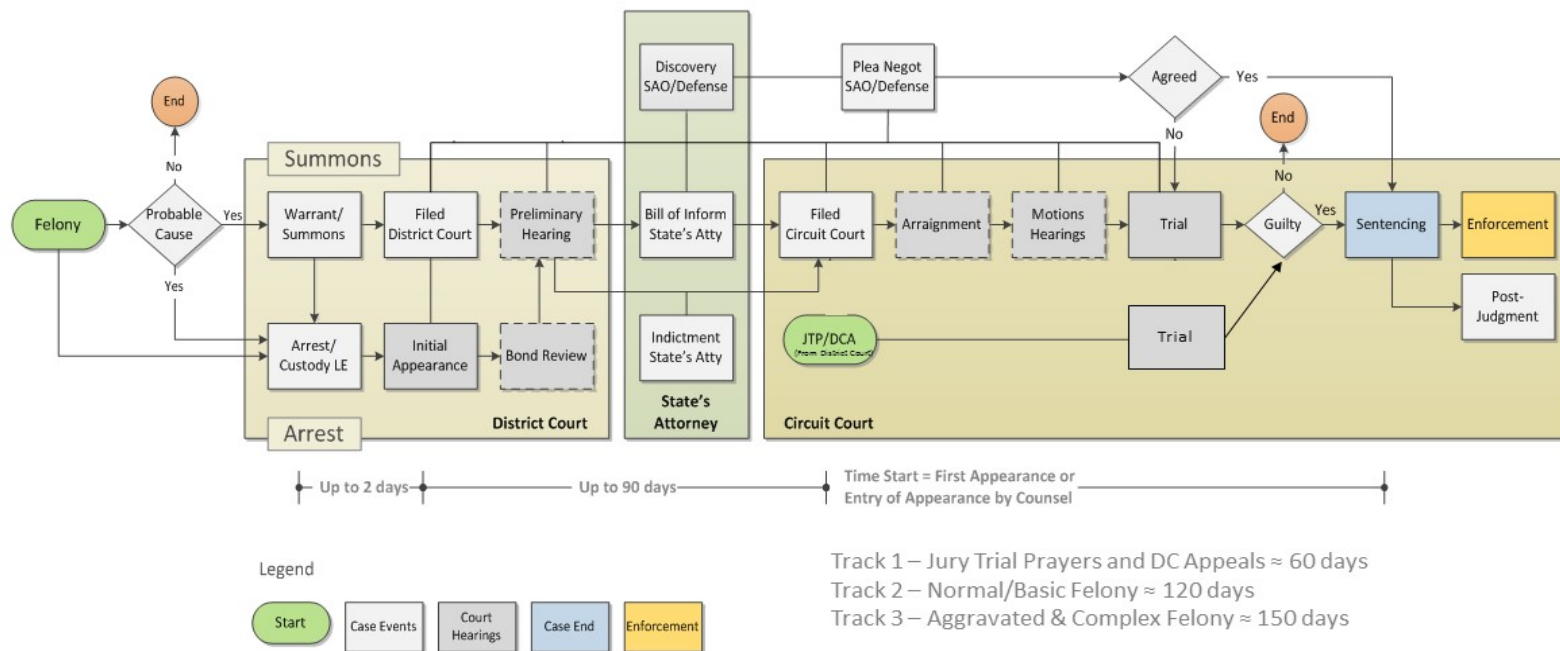 Discovery
SAO/Defense
Plea Negot
SAO/Defense
Agreed
Yes
End
End
No
No
No
Summons
Felony
Probable
Cause
Yes
Yes
Warrant/
Summons
Filed
District Court
Preliminary
Hearing
Bill of Inform
State's Atty
Filed
Circuit Court
Arraignment
Motions
Hearings
Trial
Guilty
Yes
Sentencing
Enforcement
Post-
Judgment
Arrest/
Custody LE
Initial
Appearance
Bond Review
Indictment
State's Atty
JTP/DCA
(From District Court)
Trial
Arrest
District Court
State's
Attorney
Circuit Court
Up to 2 days
Up to 90 days
Time Start = First Appearance or
Entry of Appearance by Counsel
Legend
Start
Case Events
Court
Hearings
Case End
Enforcement
Track 1 – Jury Trial Prayers and DC Appeals ≈ 60 days
Track 2 – Normal/Basic Felony ≈ 120 days
Track 3 – Aggravated & Complex Felony ≈ 150 days